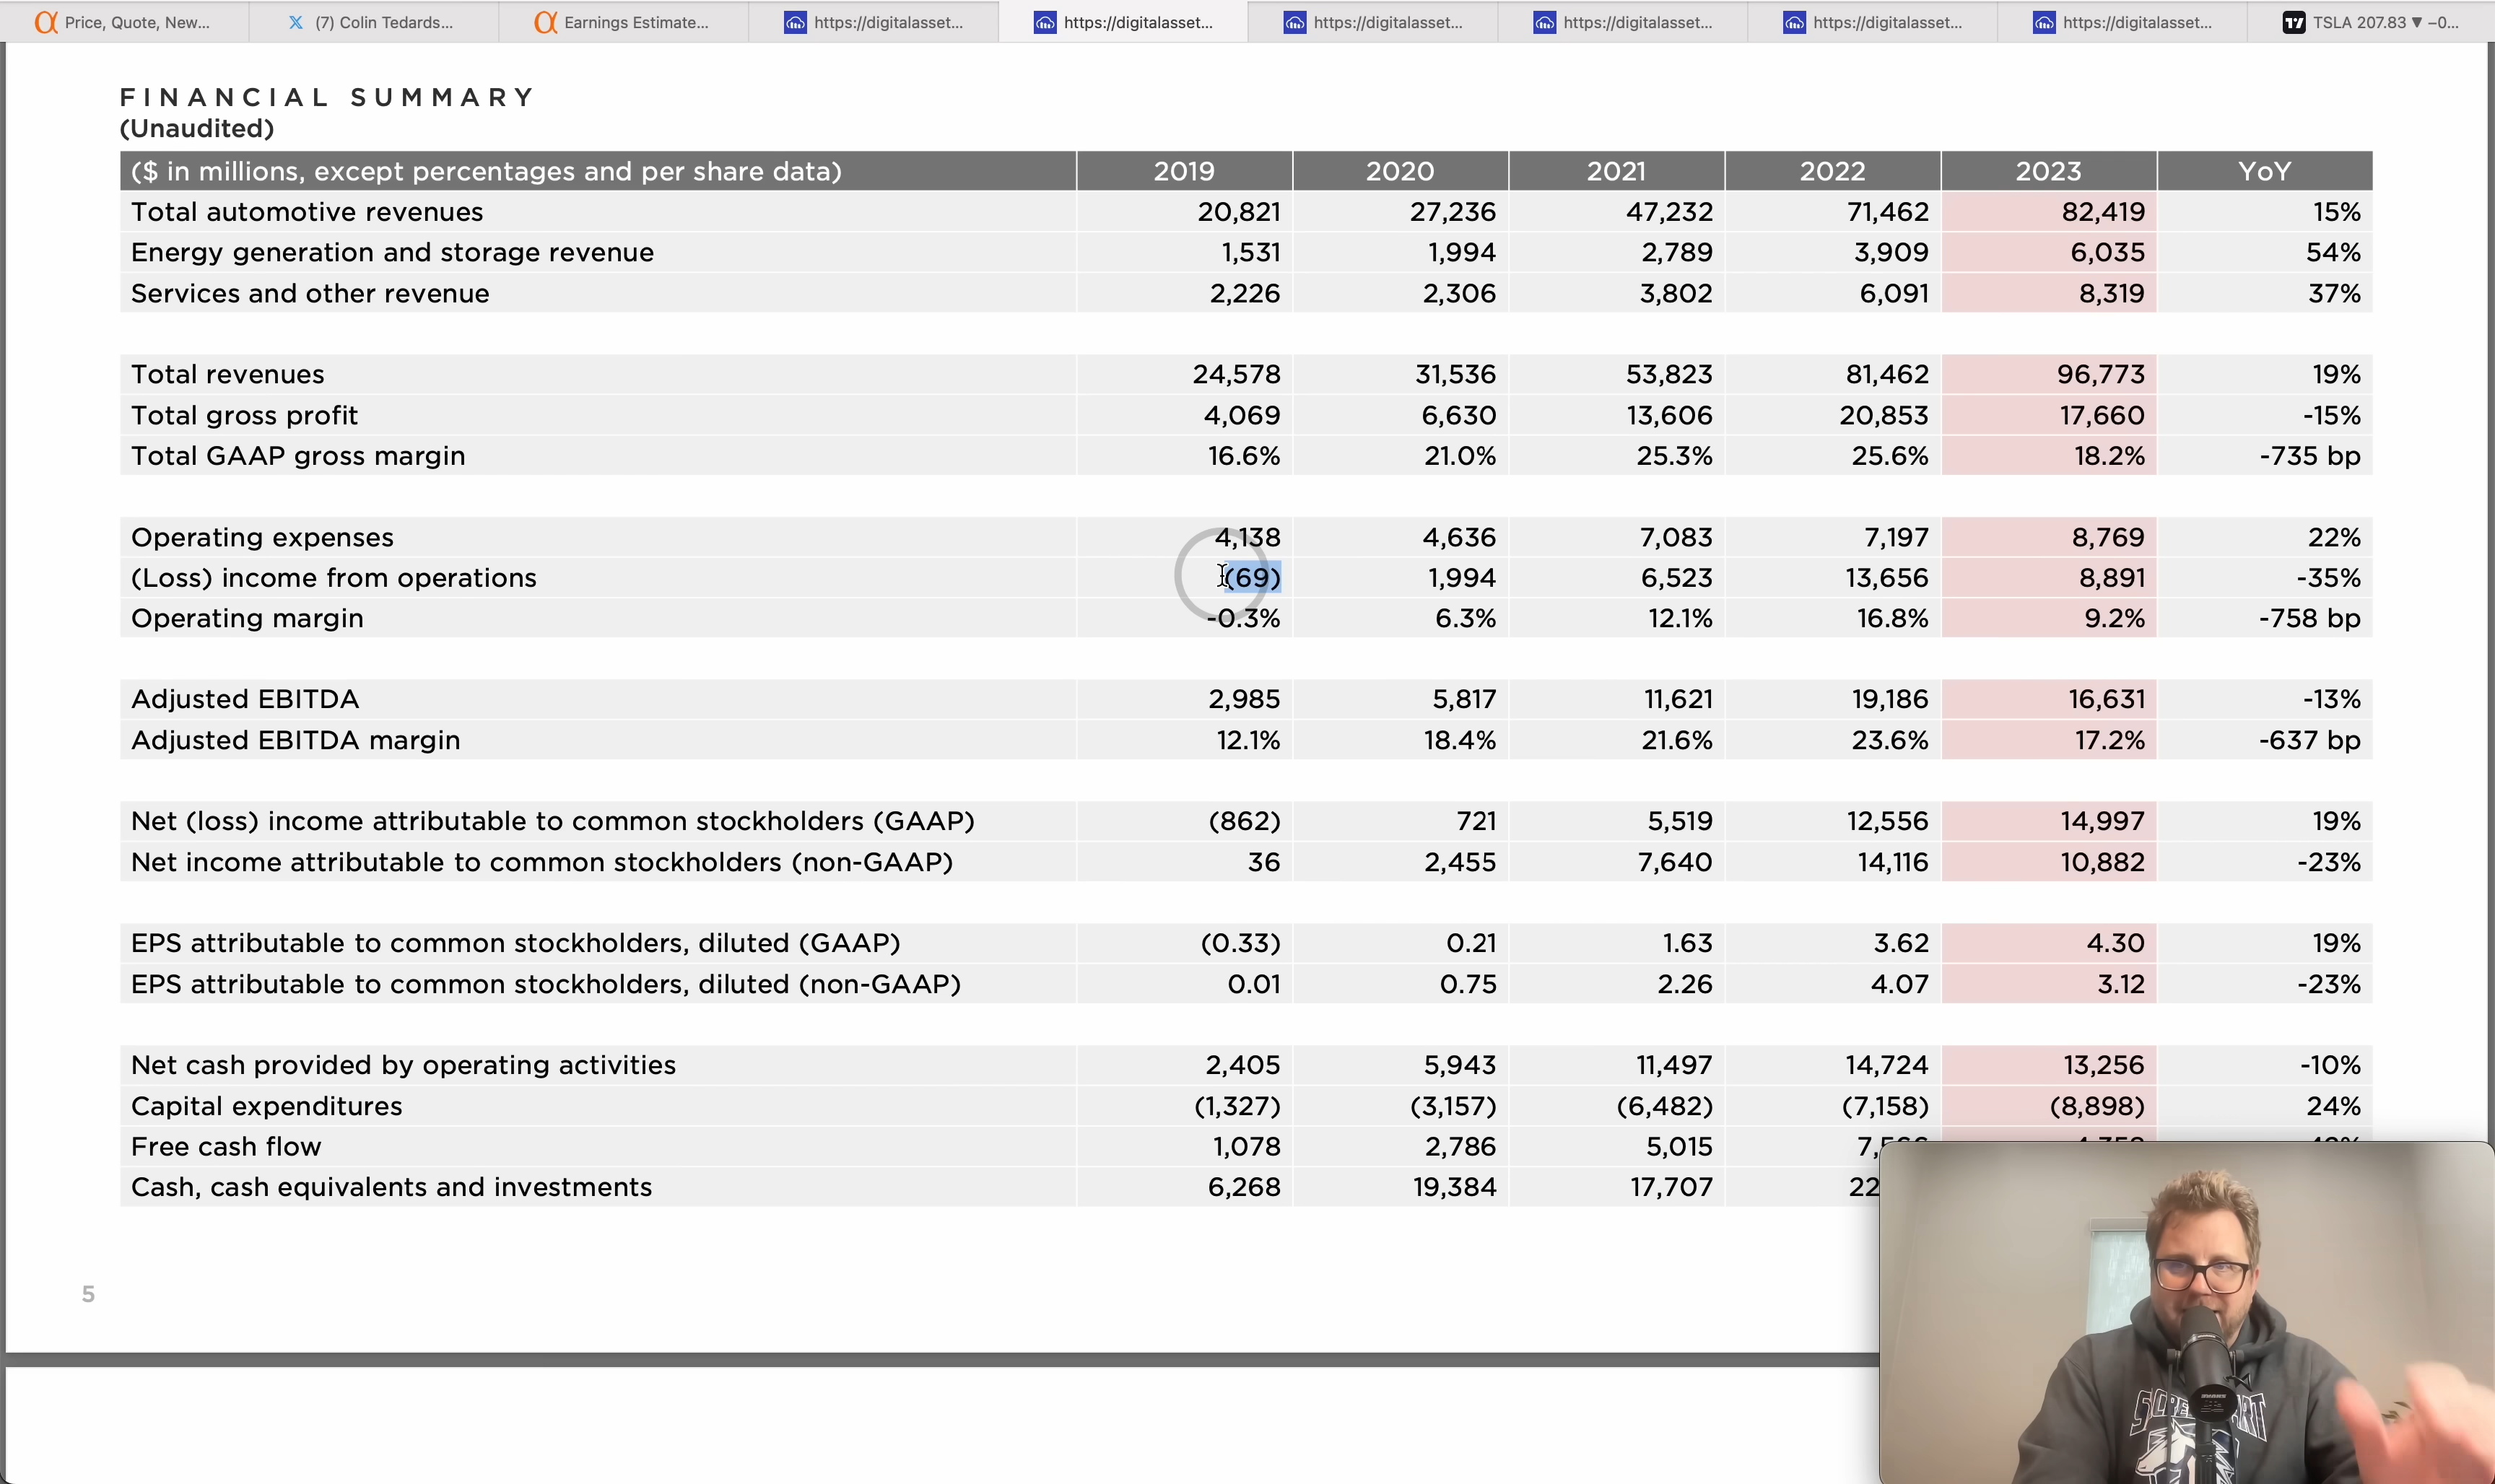 Price, Quote, New... (7) Colin Tedards... Earnings Estimate... https://digitalasset... https://digitalasset... https://digitalasset... https://digitalasset... https://digitalasset... https://digitalasset... TSLA 207.83 ▼ −0...
FINANCIAL SUMMARY
(Unaudited)
($ in millions, except percentages and per share data) 2019 2020 2021 2022 2023 YoY
Total automotive revenues 20,821 27,236 47,232 71,462 82,419 15%
Energy generation and storage revenue 1,531 1,994 2,789 3,909 6,035 54%
Services and other revenue 2,226 2,306 3,802 6,091 8,319 37%
Total revenues 24,578 31,536 53,823 81,462 96,773 19%
Total gross profit 4,069 6,630 13,606 20,853 17,660 -15%
Total GAAP gross margin 16.6% 21.0% 25.3% 25.6% 18.2% -735 bp
Operating expenses 4,138 4,636 7,083 7,197 8,769 22%
(Loss) income from operations (69) 1,994 6,523 13,656 8,891 -35%
Operating margin -0.3% 6.3% 12.1% 16.8% 9.2% -758 bp
Adjusted EBITDA 2,985 5,817 11,621 19,186 16,631 -13%
Adjusted EBITDA margin 12.1% 18.4% 21.6% 23.6% 17.2% -637 bp
Net (loss) income attributable to common stockholders (GAAP) (862) 721 5,519 12,556 14,997 19%
Net income attributable to common stockholders (non-GAAP) 36 2,455 7,640 14,116 10,882 -23%
EPS attributable to common stockholders, diluted (GAAP) (0.33) 0.21 1.63 3.62 4.30 19%
EPS attributable to common stockholders, diluted (non-GAAP) 0.01 0.75 2.26 4.07 3.12 -23%
Net cash provided by operating activities 2,405 5,943 11,497 14,724 13,256 -10%
Capital expenditures (1,327) (3,157) (6,482) (7,158) (8,898) 24%
Free cash flow 1,078 2,786 5,015
Cash, cash equivalents and investments 6,268 19,384 17,707 22
5